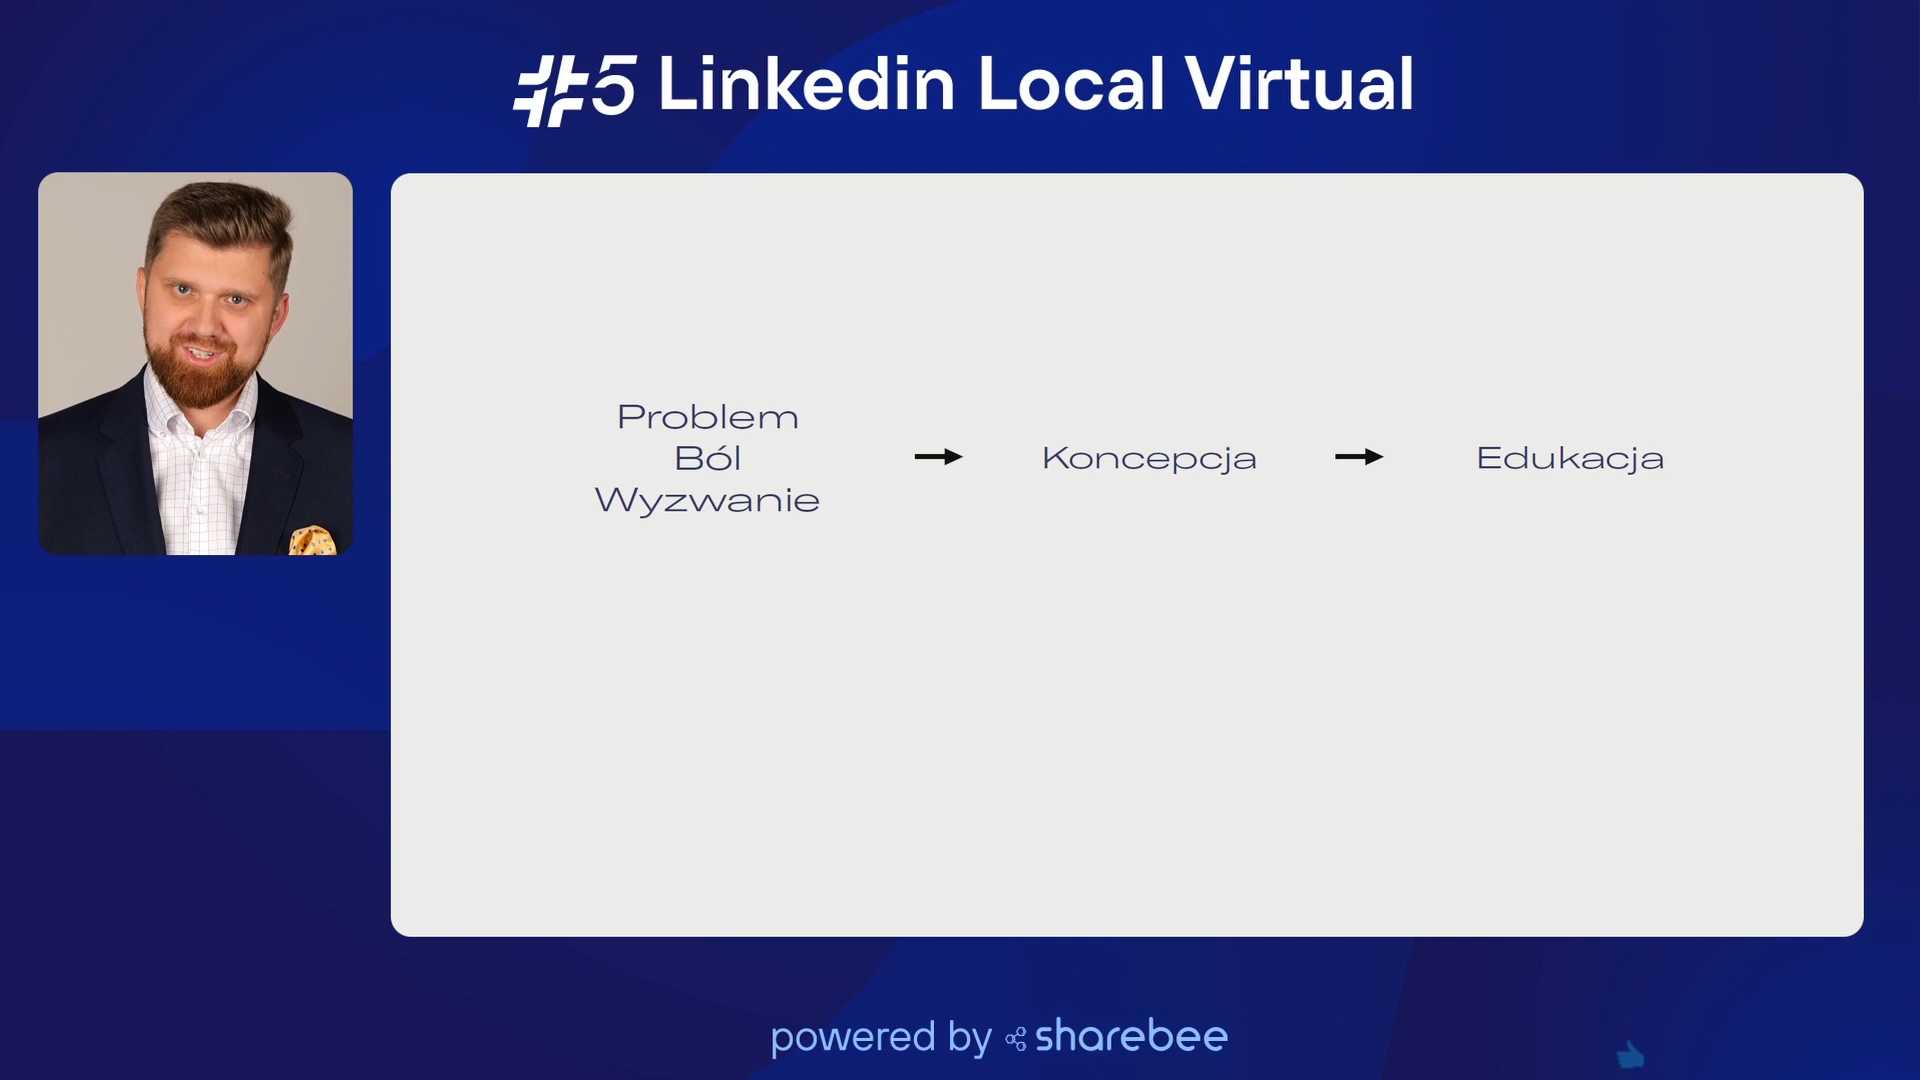 #5 Linkedin Local Virtual
Problem
Ból
Wyzwanie
Koncepcja
Edukacja
powered by sharebee